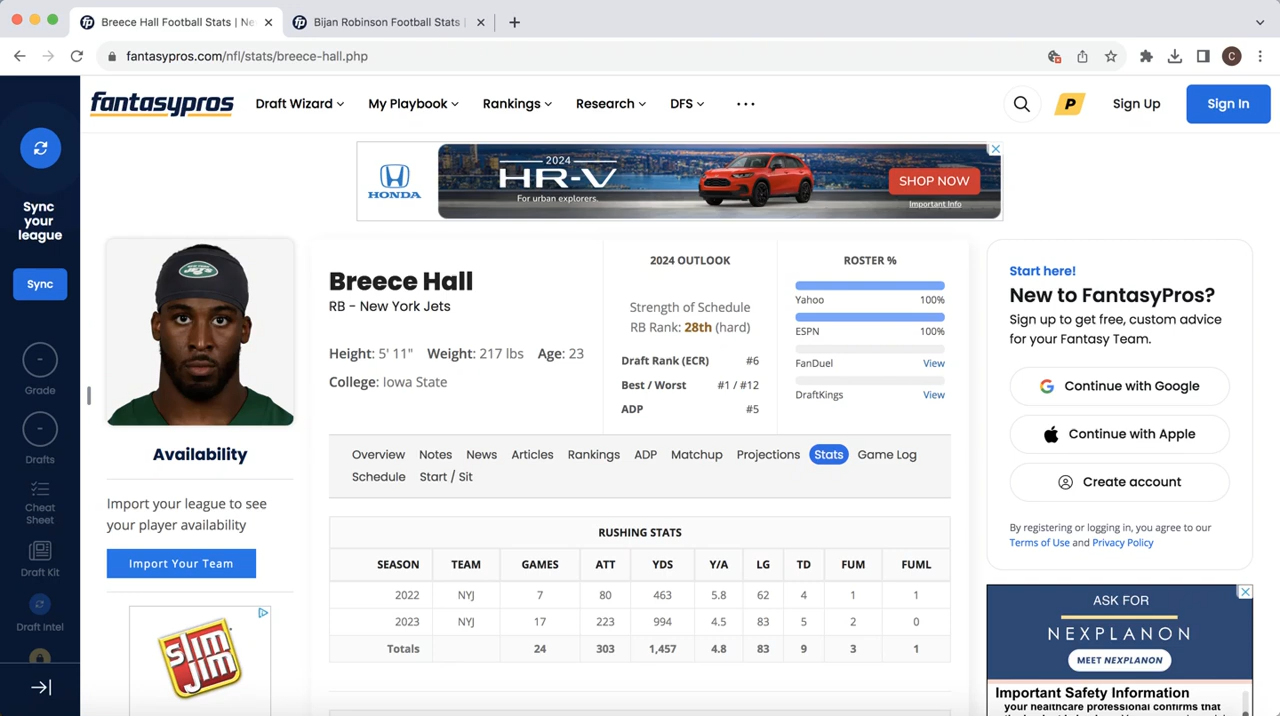 Breece Hall Football Stats | Ne
Bijan Robinson Football Stats |
fantasypros.com/nfl/stats/breece-hall.php
C
fantasypros
Draft Wizard
My Playbook
Rankings
Research
DFS
P
Sign Up
Sign In
Sync
your
league
Sync
-
Grade
-
Drafts
Cheat
Sheet
Draft Kit
Draft Intel
HONDA
2024
HR-V
For urban explorers.
SHOP NOW
Important Info
NEW YORK
JETS
Availability
Import your league to see
your player availability
Import Your Team
SLIM
JIM
Breece Hall
RB - New York Jets
Height: 5' 11" Weight: 217 lbs Age: 23
College: Iowa State
2024 OUTLOOK
Strength of Schedule
RB Rank: 28th (hard)
Draft Rank (ECR) #6
Best / Worst #1 / #12
ADP #5
ROSTER %
Yahoo 100%
ESPN 100%
FanDuel View
DraftKings View
Overview Notes News Articles Rankings ADP Matchup Projections Stats Game Log
Schedule Start / Sit
RUSHING STATS
SEASON TEAM GAMES ATT YDS Y/A LG TD FUM FUML
2022 NYJ 7 80 463 5.8 62 4 1 1
2023 NYJ 17 223 994 4.5 83 5 2 0
Totals 24 303 1,457 4.8 83 9 3 1
Start here!
New to FantasyPros?
Sign up to get free, custom advice
for your Fantasy Team.
Continue with Google
Continue with Apple
Create account
By registering or logging in, you agree to our
Terms of Use and Privacy Policy
ASK FOR
NEXPLANON
MEET NEXPLANON
Important Safety Information
your healthcare professional confirms that